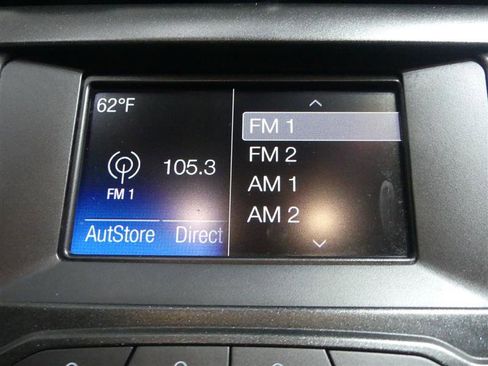 62°F
105.3
FM 1
AutStore Direct
FM 1
FM 2
AM 1
AM 2